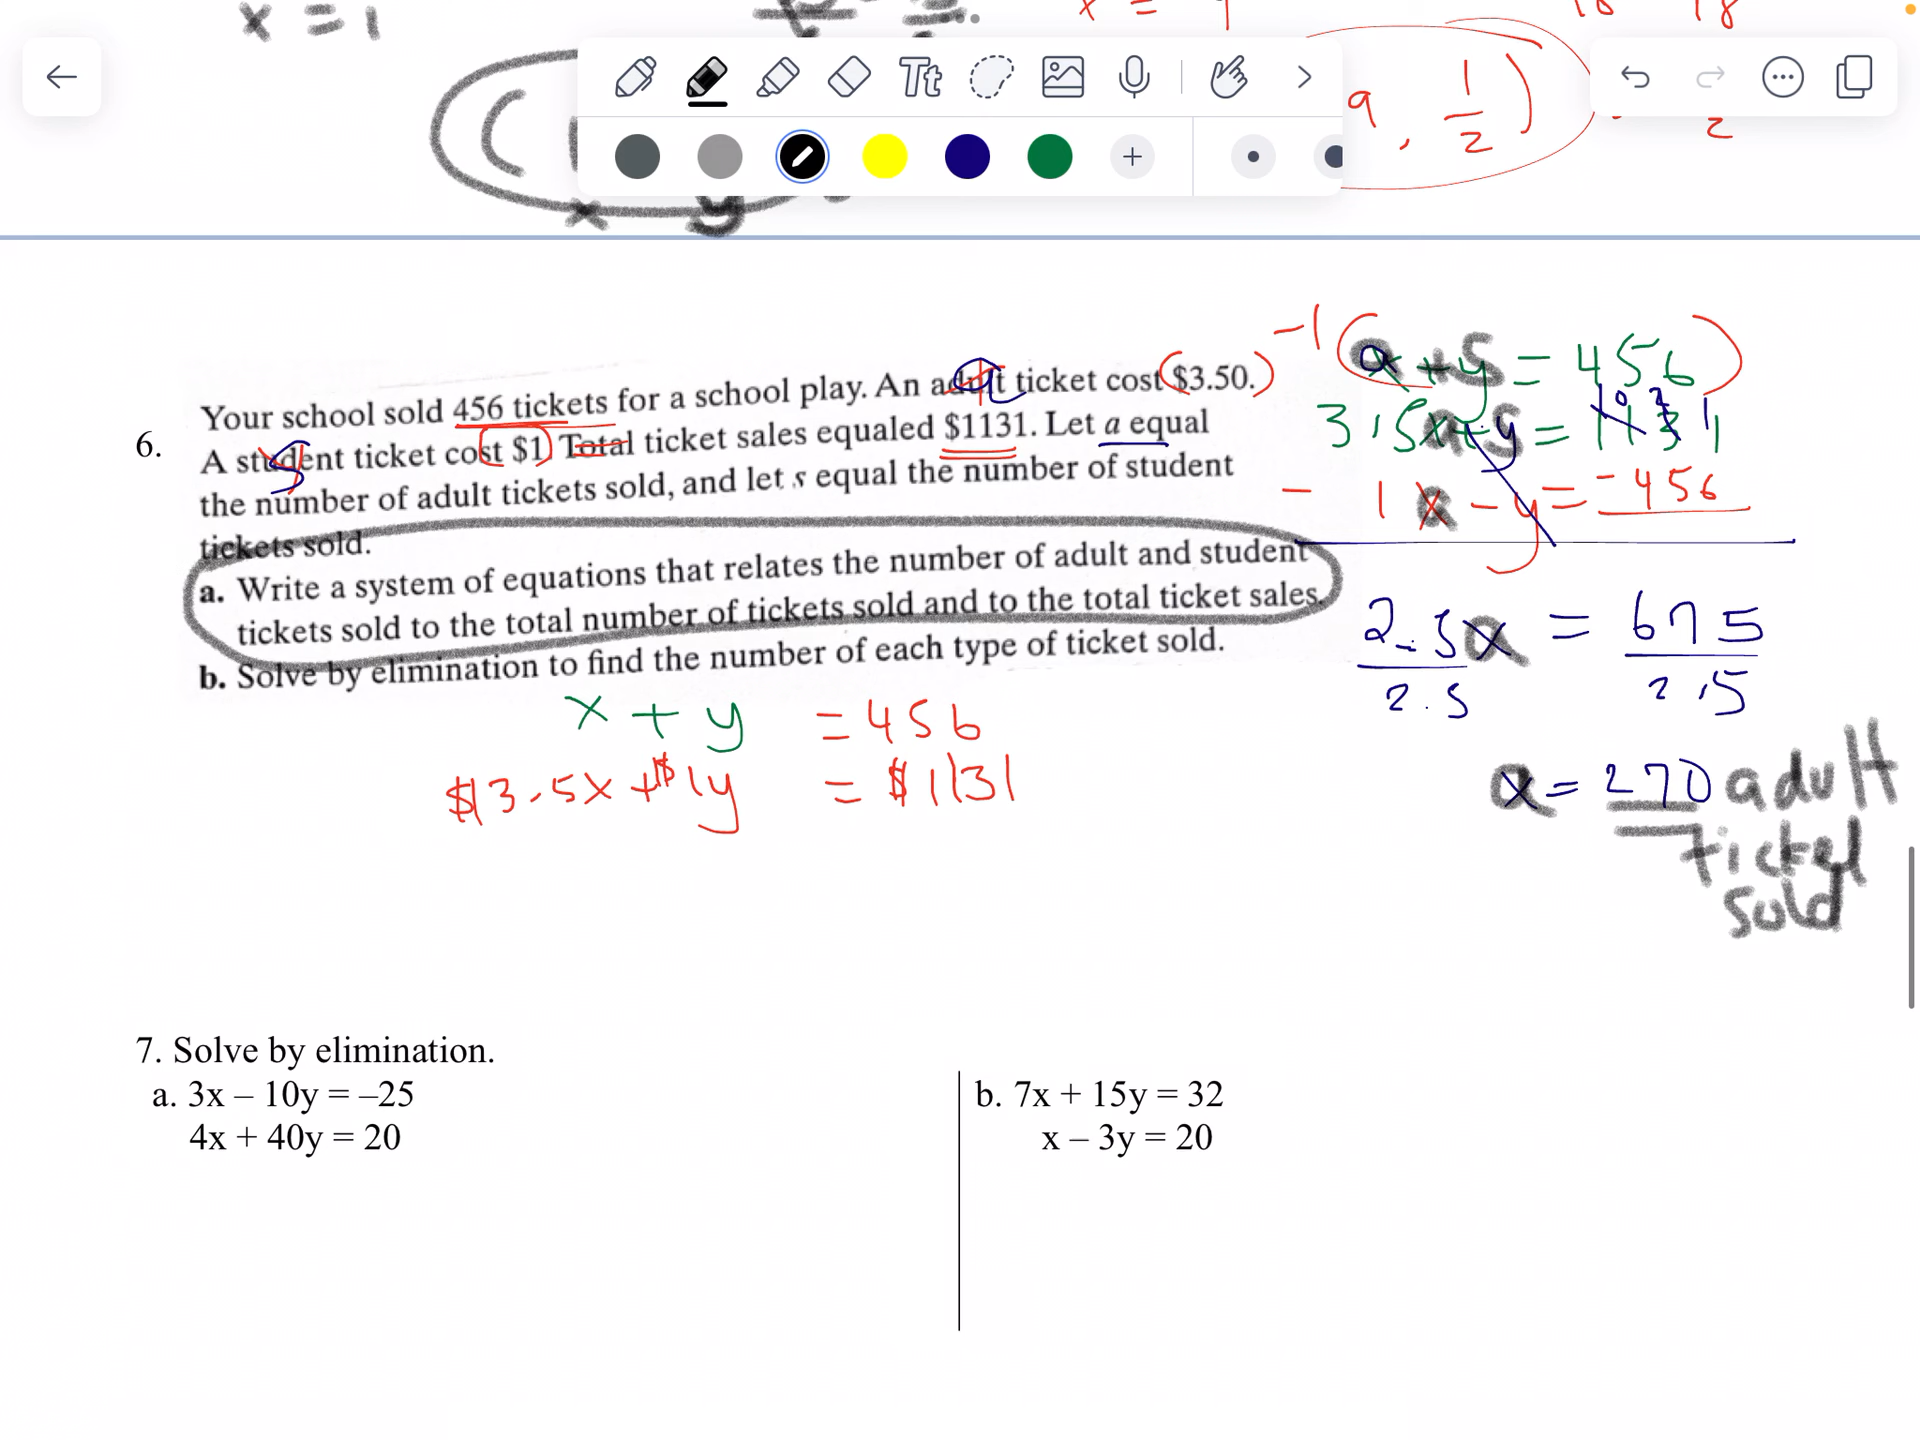 x = 1
Tt
9, 1/2)
2
6. Your school sold 456 tickets for a school play. An adult ticket cost $3.50.
A student ticket cost $1. Total ticket sales equaled $1131. Let a equal
the number of adult tickets sold, and let s equal the number of student
tickets sold.
a. Write a system of equations that relates the number of adult and student
tickets sold to the total number of tickets sold and to the total ticket sales.
b. Solve by elimination to find the number of each type of ticket sold.
x + y = 456
$3.5x + $1y = $1131
-1(a + s = 456)
3.5a + s = 1131
- 1a - y = -456
2.5a = 675
2.5 2.5
a = 270 adult
ticket
sold
7. Solve by elimination.
a. 3x – 10y = –25
4x + 40y = 20
b. 7x + 15y = 32
x – 3y = 20